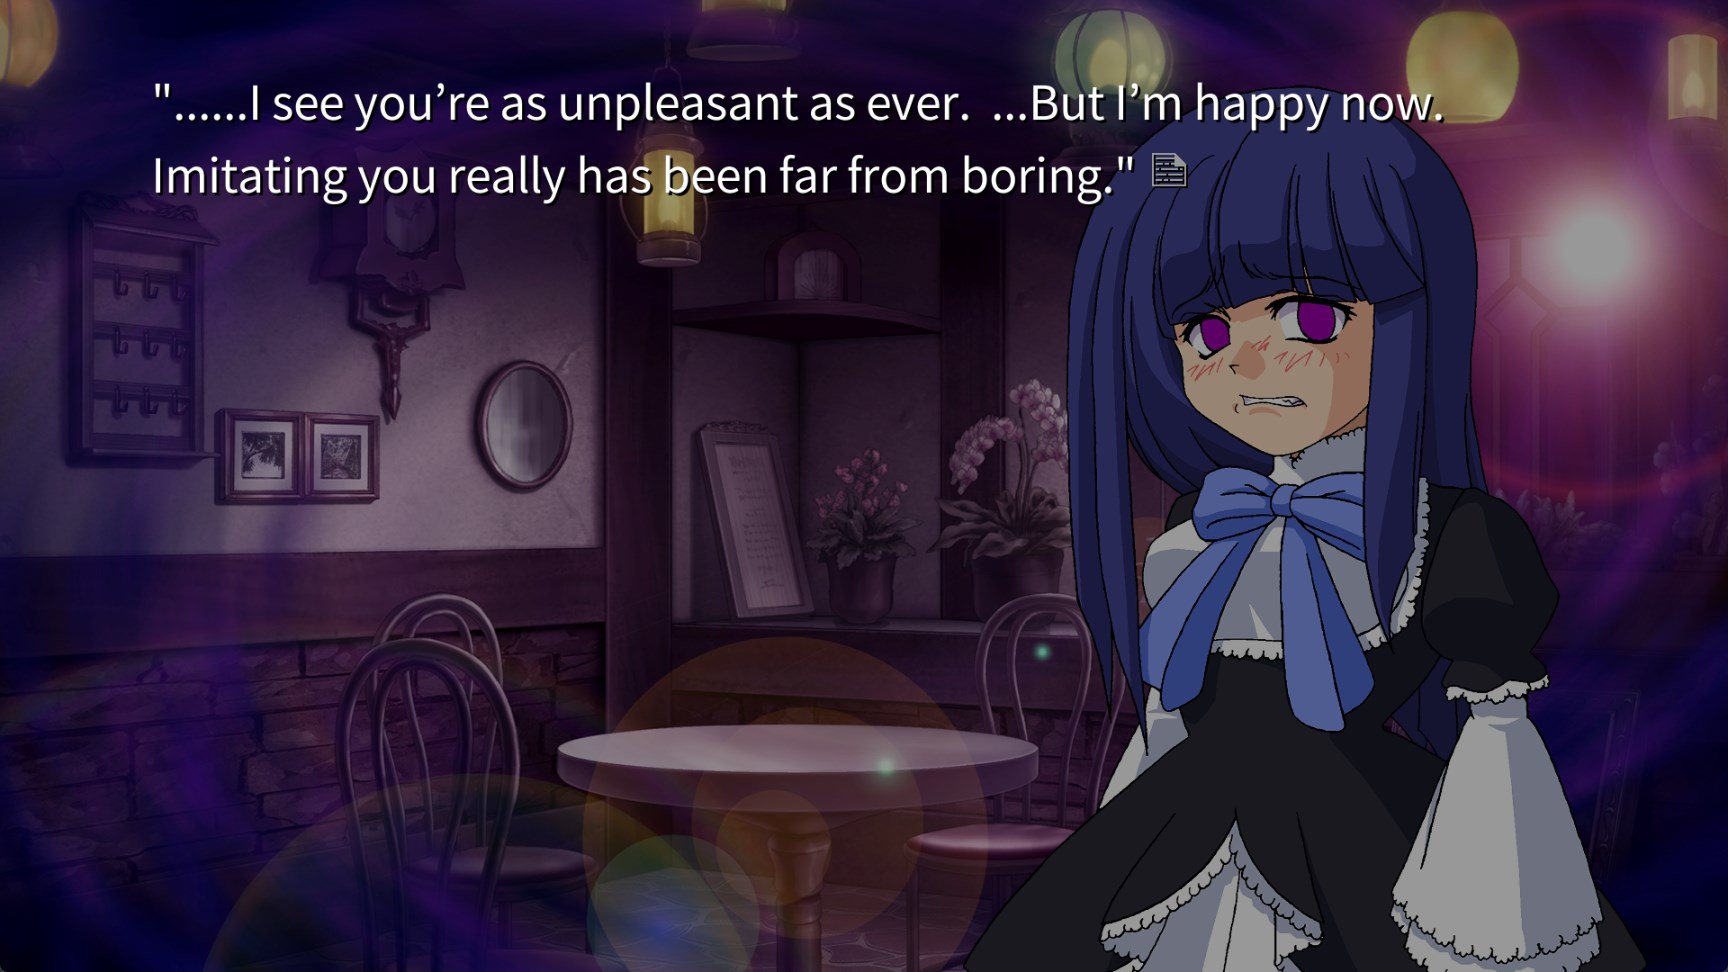 "......I see you’re as unpleasant as ever.  ...But I’m happy now.
Imitating you really has been far from boring."